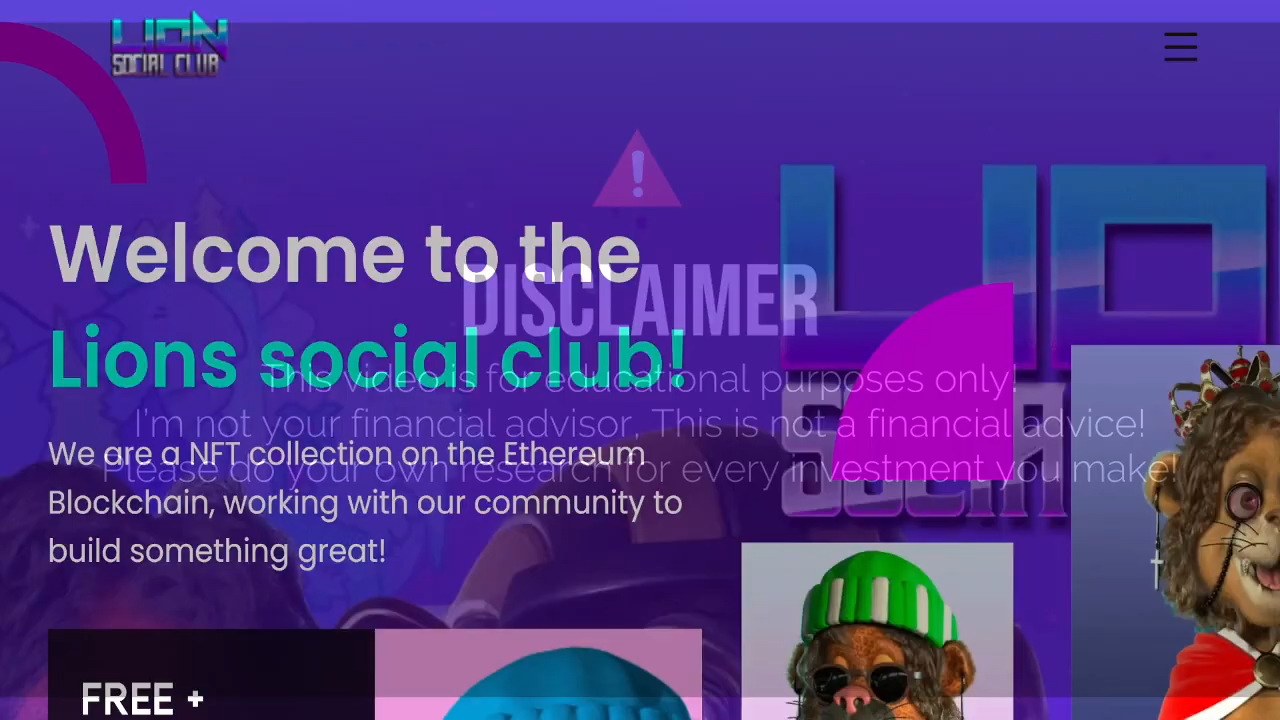 LION
SOCIAL CLUB
LIO
SOCIA
Welcome to the
DISCLAIMER
Lions social club!
This video is for educational purposes only!
I'm not your financial advisor, This is not a financial advice!
We are a NFT collection on the Ethereum
Please do your own research for every investment you make!
Blockchain, working with our community to
build something great!
FREE +